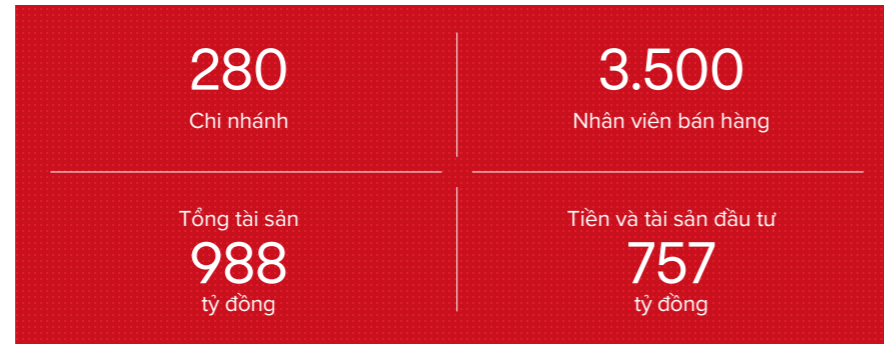 280
Chi nhánh
3.500
Nhân viên bán hàng
Tổng tài sản
988
tỷ đồng
Tiền và tài sản đầu tư
757
tỷ đồng